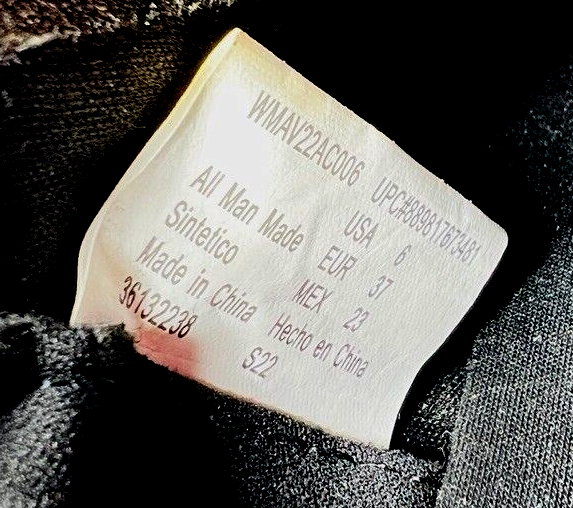 WMAV22AC006 UPC#889817673481
All Man Made USA 6
Sintetico EUR 37
Made in China MEX 23
36132238 Hecho en China
S22